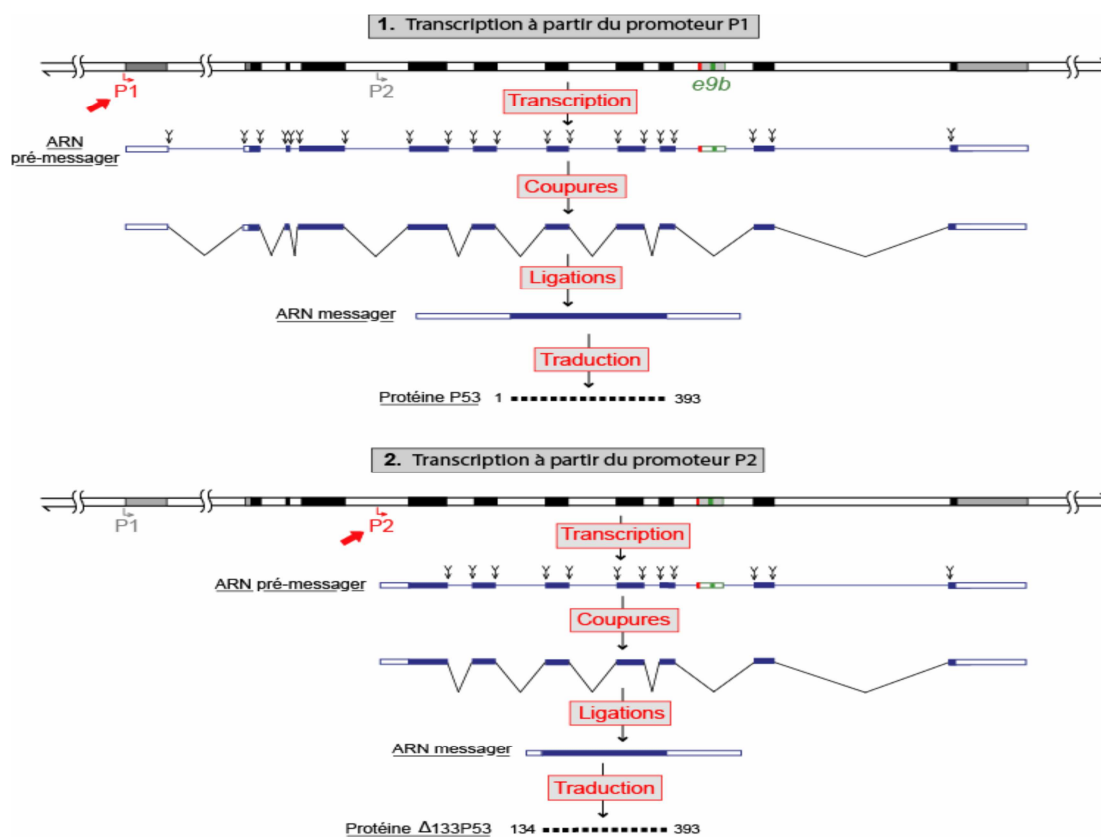 1. Transcription à partir du promoteur P1
P1
P2
e9b
Transcription
ARN
pré-messager
Coupures
Ligations
ARN messager
Traduction
Protéine P53 1 393
2. Transcription à partir du promoteur P2
P1
P2
Transcription
ARN pré-messager
Coupures
Ligations
ARN messager
Traduction
Protéine Δ133P53 134 393